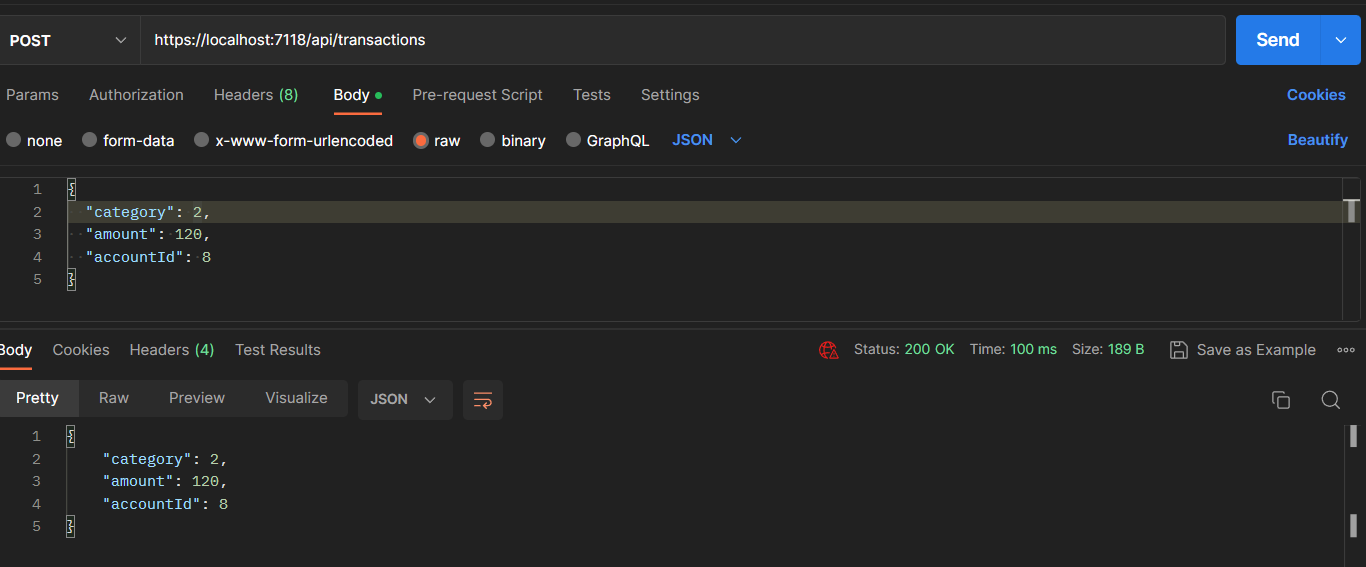 POST https://localhost:7118/api/transactions Send
Params Authorization Headers (8) Body Pre-request Script Tests Settings Cookies
none form-data x-www-form-urlencoded raw binary GraphQL JSON Beautify
1 {
2 "category": 2,
3 "amount": 120,
4 "accountId": 8
5 }
Body Cookies Headers (4) Test Results Status: 200 OK Time: 100 ms Size: 189 B Save as Example
Pretty Raw Preview Visualize JSON
1 {
2 "category": 2,
3 "amount": 120,
4 "accountId": 8
5 }